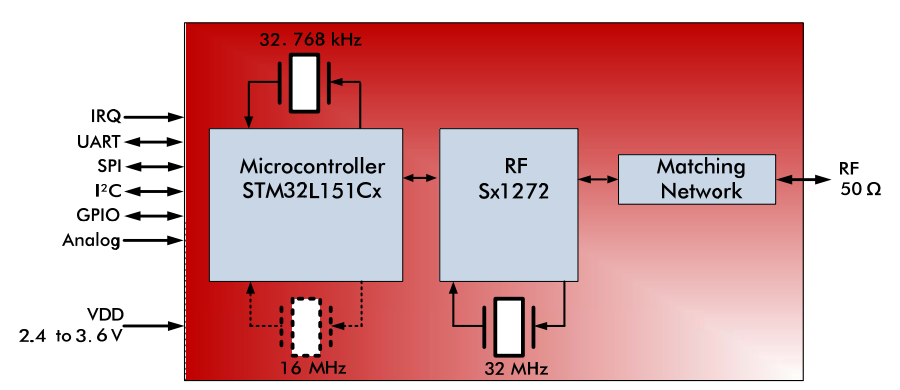 32. 768 kHz
IRQ
UART
SPI
I²C
GPIO
Analog
VDD
2.4 to 3. 6 V
Microcontroller
STM32L151Cx
RF
Sx1272
Matching
Network
RF
50 Ω
16 MHz
32 MHz